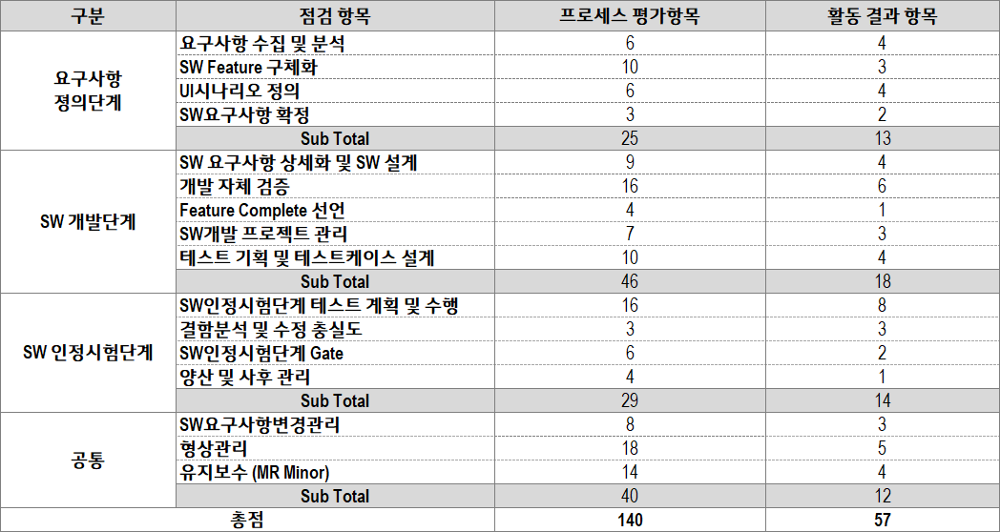 구분 점검 항목 프로세스 평가항목 활동 결과 항목
요구사항 수집 및 분석 6 4
SW Feature 구체화 10 3
요구사항
정의단계
UI시나리오 정의 6 4
SW요구사항 확정 3 2
Sub Total 25 13
SW 요구사항 상세화 및 SW 설계 9 4
개발 자체 검증 16 6
SW 개발단계
Feature Complete 선언 4 1
SW개발 프로젝트 관리 7 3
테스트 기획 및 테스트케이스 설계 10 4
Sub Total 46 18
SW인정시험단계 테스트 계획 및 수행 16 8
결함분석 및 수정 충실도 3 3
SW 인정시험단계
SW인정시험단계 Gate 6 2
양산 및 사후 관리 4 1
Sub Total 29 14
SW요구사항변경관리 8 3
공통
형상관리 18 5
유지보수 (MR Minor) 14 4
Sub Total 40 12
총점 140 57